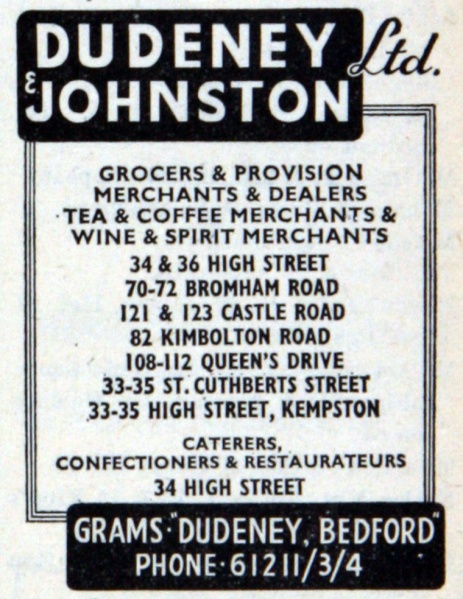 DUDENEY Ltd.
& JOHNSTON
GROCERS & PROVISION
MERCHANTS & DEALERS
TEA & COFFEE MERCHANTS &
WINE & SPIRIT MERCHANTS
34 & 36 HIGH STREET
70-72 BROMHAM ROAD
121 & 123 CASTLE ROAD
82 KIMBOLTON ROAD
108-112 QUEEN'S DRIVE
33-35 ST. CUTHBERTS STREET
33-35 HIGH STREET, KEMPSTON
CATERERS,
CONFECTIONERS & RESTAURATEURS
34 HIGH STREET
GRAMS·"DUDENEY, BEDFORD"
PHONE·61211/3/4